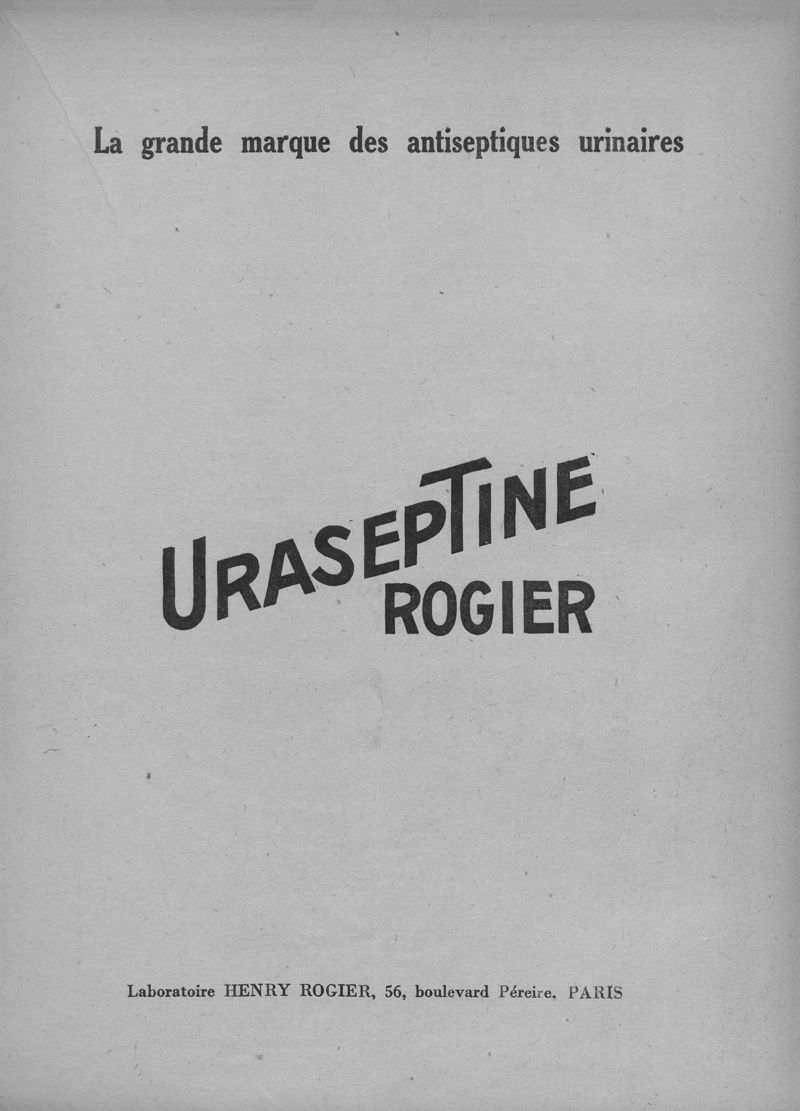 La grande marque des antiseptiques urinaires
URASEPTINE
ROGIER
Laboratoire HENRY ROGIER, 56, boulevard Péreire. PARIS